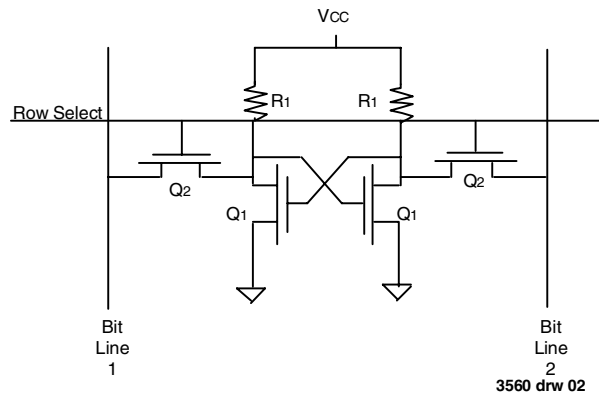 VCC
R1
R1
Row Select
Q2
Q2
Q1
Q1
Bit
Line
1
Bit
Line
2
3560 drw 02